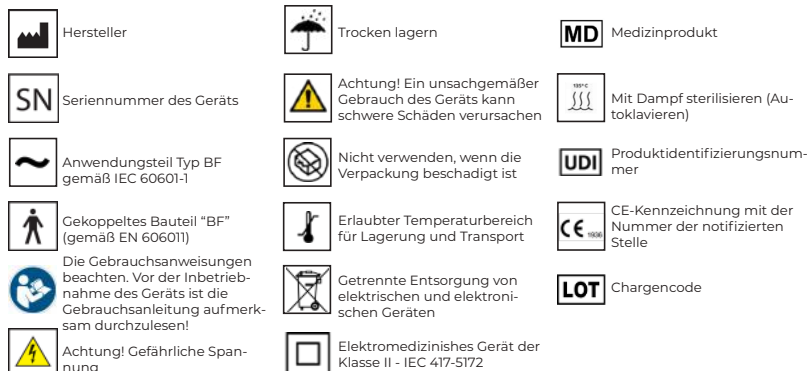 Hersteller
SN
Seriennummer des Geräts
Anwendungsteil Typ BF
gemäß IEC 60601-1
Gekoppeltes Bauteil “BF”
(gemäß EN 606011)
Die Gebrauchsanweisungen
beachten. Vor der Inbetrieb-
nahme des Geräts ist die
Gebrauchsanleitung aufmerk-
sam durchzulesen!
Achtung! Gefährliche Span-
nung
Trocken lagern
Achtung! Ein unsachgemäßer
Gebrauch des Geräts kann
schwere Schäden verursachen
Nicht verwenden, wenn die
Verpackung beschadigt ist
Erlaubter Temperaturbereich
für Lagerung und Transport
Getrennte Entsorgung von
elektrischen und elektroni-
schen Geräten
Elektromedizinishes Gerät der
Klasse II - IEC 417-5172
MD
Medizinprodukt
135°C
Mit Dampf sterilisieren (Au-
toklavieren)
UDI
Produktidentifizierungsnum-
mer
CE 1936
CE-Kennzeichnung mit der
Nummer der notifizierten
Stelle
LOT
Chargencode